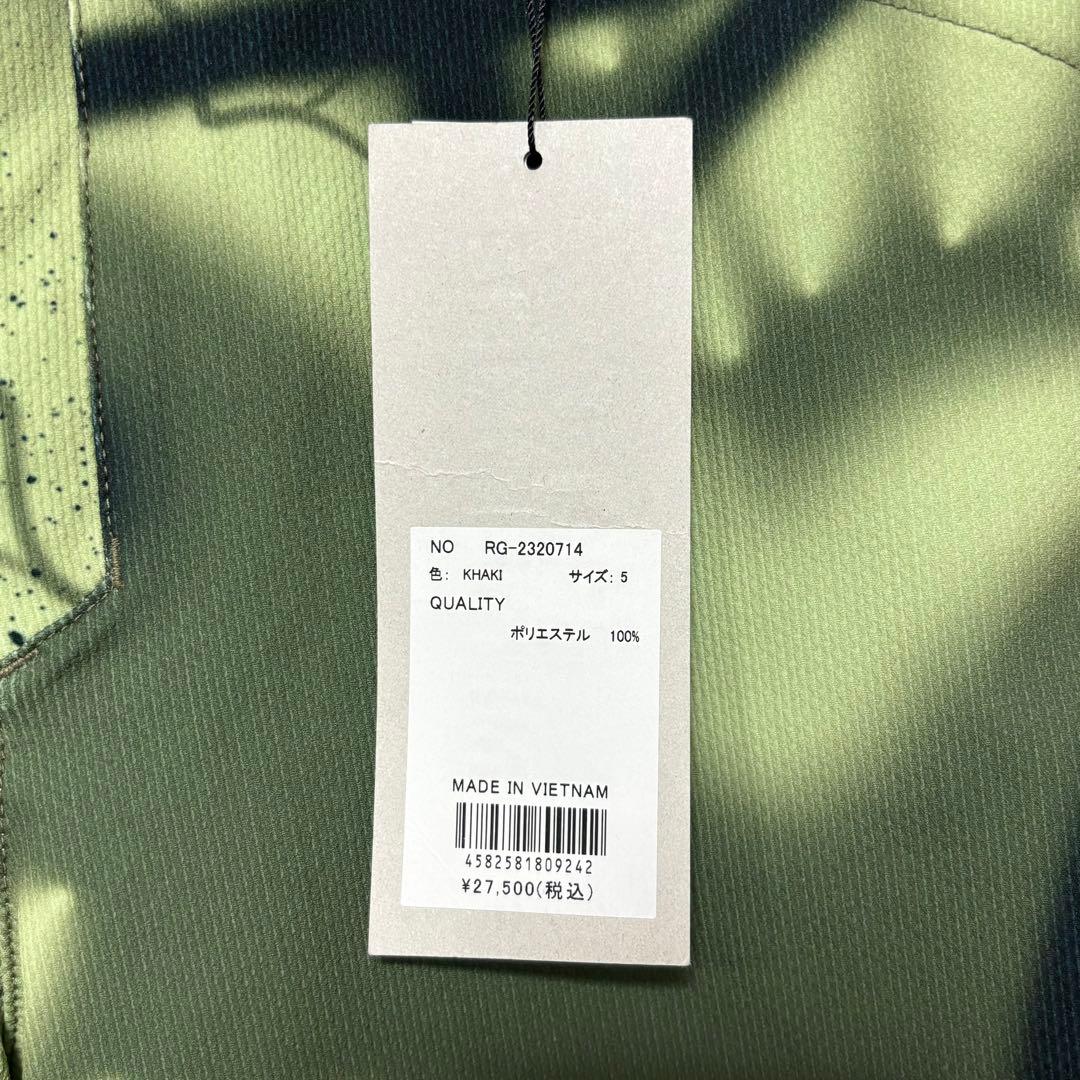 NO RG-2320714
色: KHAKI サイズ: 5
QUALITY
ポリエステル 100%
MADE IN VIETNAM
4582581809242
¥27,500(税込)